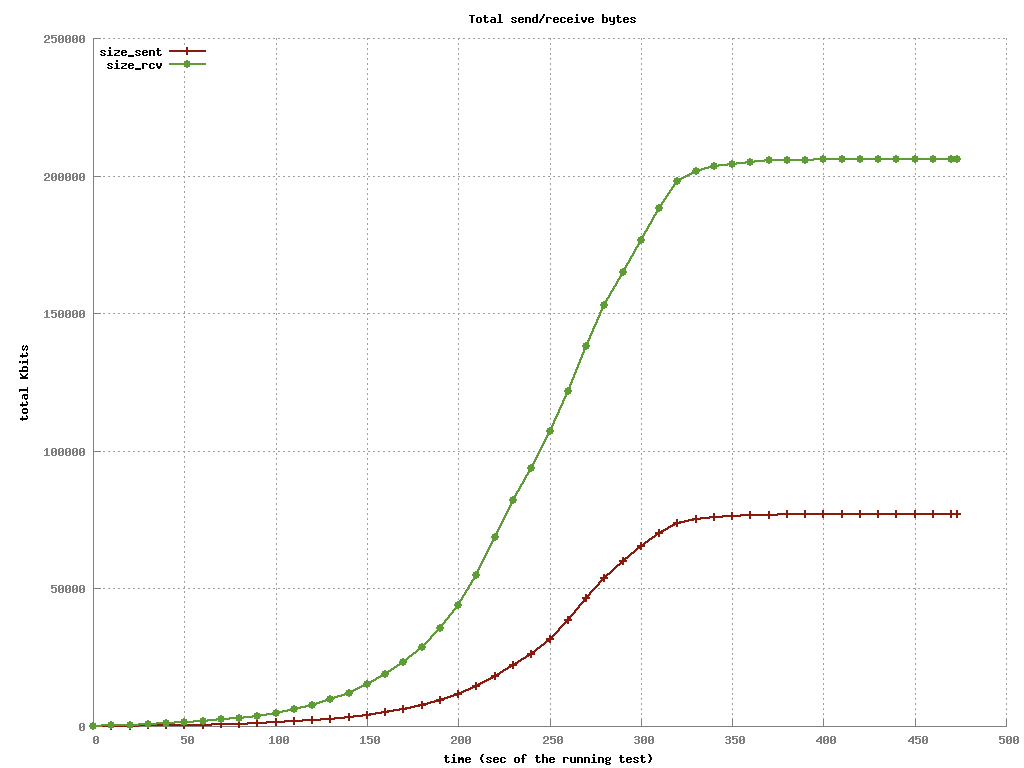 Total send/receive bytes
250000
size_sent
size_rcv
200000
150000
total Kbits
100000
50000
0
0 50 100 150 200 250 300 350 400 450 500
time (sec of the running test)